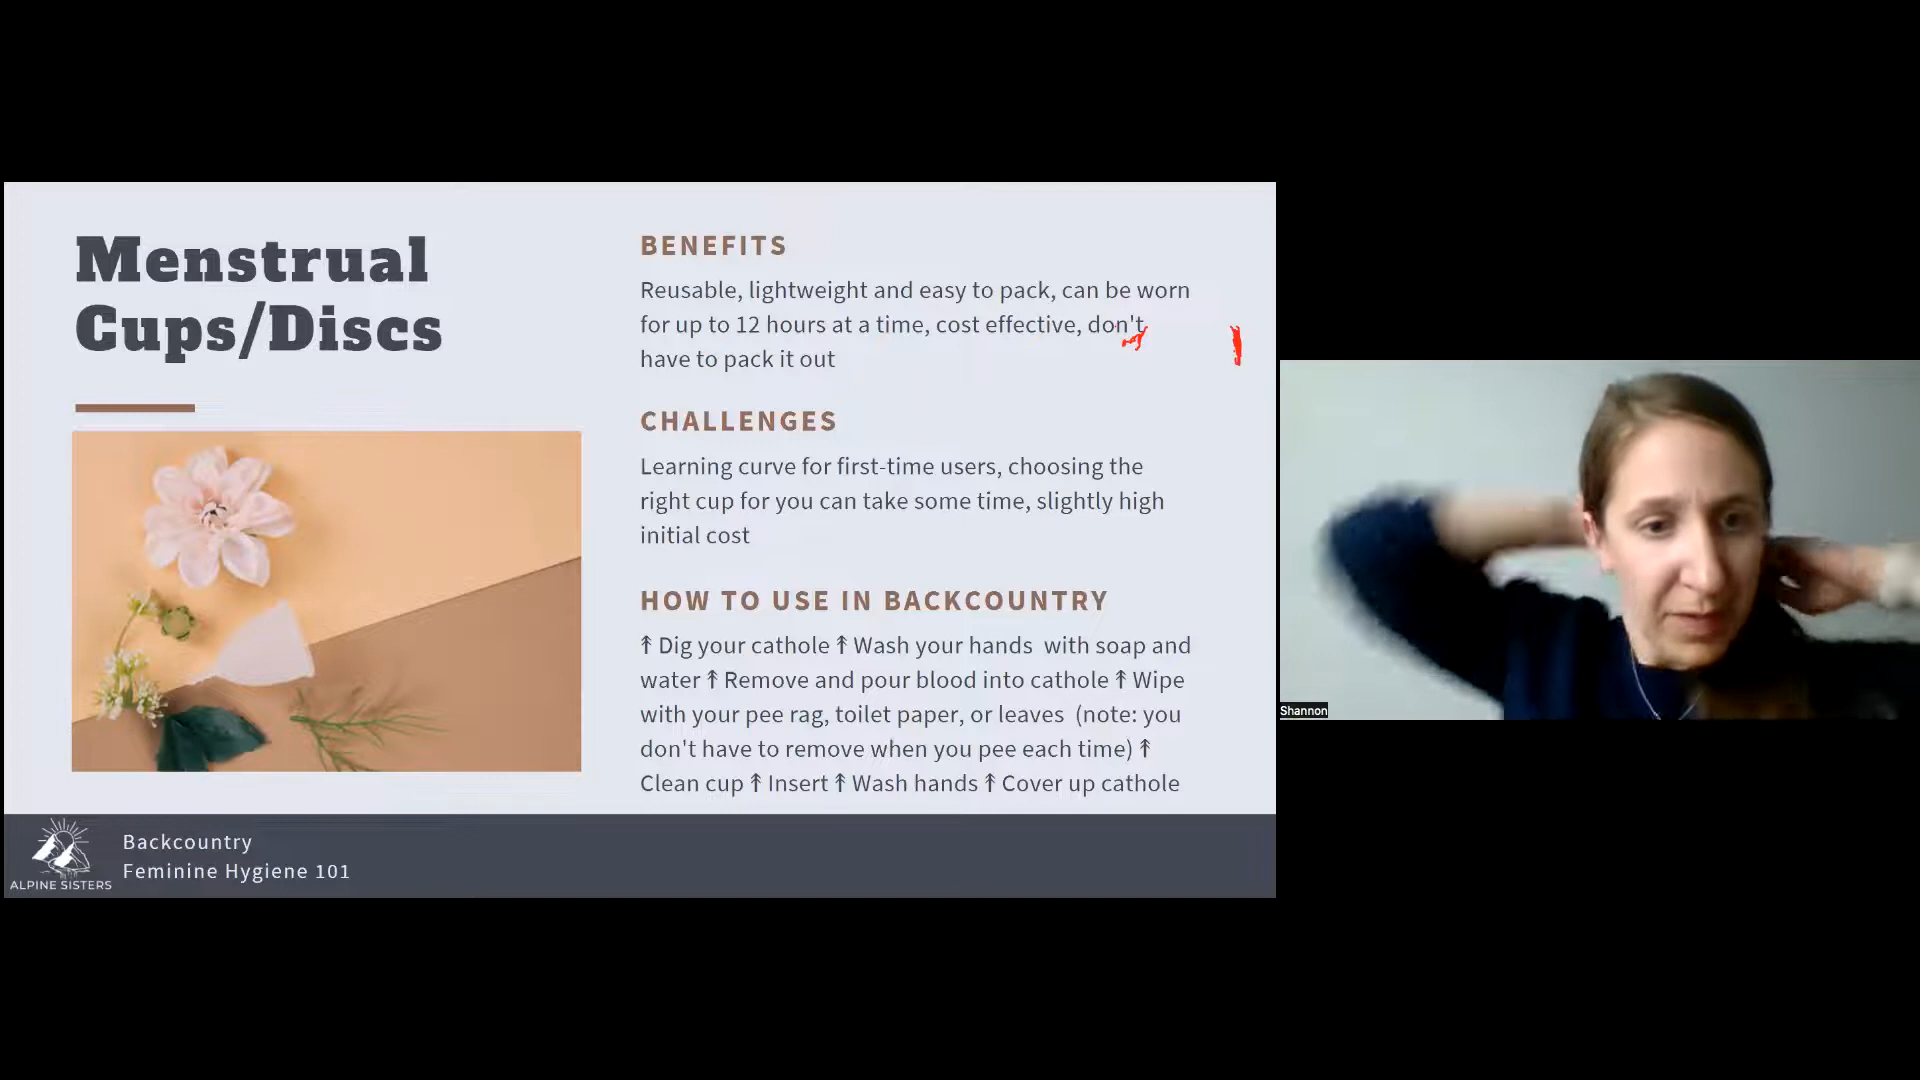 Menstrual
Cups/Discs
BENEFITS
Reusable, lightweight and easy to pack, can be worn
for up to 12 hours at a time, cost effective, don't
have to pack it out
CHALLENGES
Learning curve for first-time users, choosing the
right cup for you can take some time, slightly high
initial cost
HOW TO USE IN BACKCOUNTRY
↟ Dig your cathole ↟ Wash your hands  with soap and
water ↟ Remove and pour blood into cathole ↟ Wipe
with your pee rag, toilet paper, or leaves  (note: you
don't have to remove when you pee each time) ↟
Clean cup ↟ Insert ↟ Wash hands ↟ Cover up cathole
ALPINE SISTERS
Backcountry
Feminine Hygiene 101
Shannon